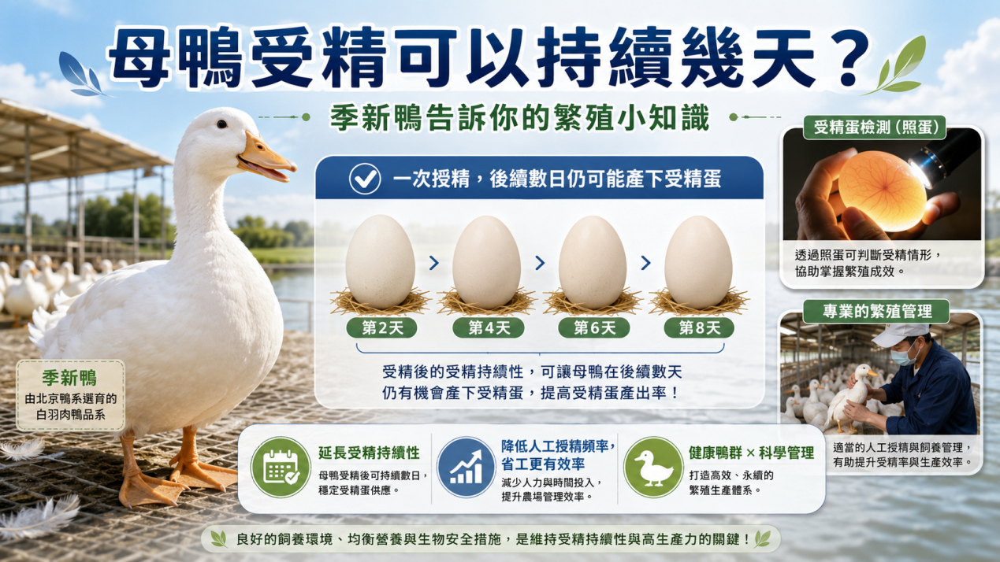 母鴨受精可以持續幾天？
季新鴨告訴你的繁殖小知識
一次授精，後續數日仍可能產下受精蛋
第2天
第4天
第6天
第8天
受精後的受精持續性，可讓母鴨在後續數天
仍有機會產下受精蛋，提高受精蛋產出率！
受精蛋檢測（照蛋）
透過照蛋可判斷受精情形，
協助掌握繁殖成效。
專業的繁殖管理
適當的人工授精與飼養管理，
有助提升受精率與生產效率。
季新鴨
由北京鴨系選育的
白羽肉鴨品系
延長受精持續性
母鴨受精後可持續數日，
穩定受精蛋供應。
降低人工授精頻率，
省工更有效率
減少人力與時間投入，
提升農場管理效率。
健康鴨群 × 科學管理
打造高效、永續的
繁殖生產體系。
良好的飼養環境、均衡營養與生物安全措施，是維持受精持續性與高生產力的關鍵！